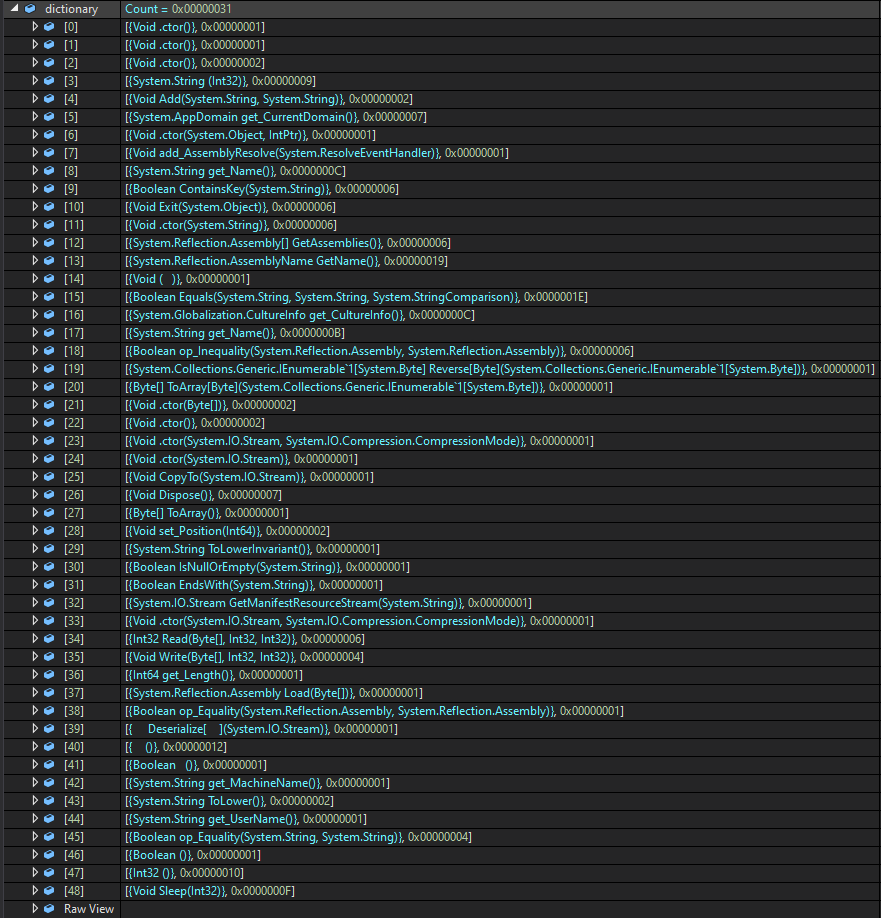 dictionary Count = 0x00000031
[0] [{Void .ctor()}, 0x00000001]
[1] [{Void .ctor()}, 0x00000001]
[2] [{Void .ctor()}, 0x00000002]
[3] [{System.String (Int32)}, 0x00000009]
[4] [{Void Add(System.String, System.String)}, 0x00000002]
[5] [{System.AppDomain get_CurrentDomain()}, 0x00000007]
[6] [{Void .ctor(System.Object, IntPtr)}, 0x00000001]
[7] [{Void add_AssemblyResolve(System.ResolveEventHandler)}, 0x00000001]
[8] [{System.String get_Name()}, 0x0000000C]
[9] [{Boolean ContainsKey(System.String)}, 0x00000006]
[10] [{Void Exit(System.Object)}, 0x00000006]
[11] [{Void .ctor(System.String)}, 0x00000006]
[12] [{System.Reflection.Assembly[] GetAssemblies()}, 0x00000006]
[13] [{System.Reflection.AssemblyName GetName()}, 0x00000019]
[14] [{Void (   )}, 0x00000001]
[15] [{Boolean Equals(System.String, System.String, System.StringComparison)}, 0x0000001E]
[16] [{System.Globalization.CultureInfo get_CultureInfo()}, 0x0000000C]
[17] [{System.String get_Name()}, 0x0000000B]
[18] [{Boolean op_Inequality(System.Reflection.Assembly, System.Reflection.Assembly)}, 0x00000006]
[19] [{System.Collections.Generic.IEnumerable`1[System.Byte] Reverse[Byte](System.Collections.Generic.IEnumerable`1[System.Byte])}, 0x00000001]
[20] [{Byte[] ToArray[Byte](System.Collections.Generic.IEnumerable`1[System.Byte])}, 0x00000001]
[21] [{Void .ctor(Byte[])}, 0x00000002]
[22] [{Void .ctor()}, 0x00000002]
[23] [{Void .ctor(System.IO.Stream, System.IO.Compression.CompressionMode)}, 0x00000001]
[24] [{Void .ctor(System.IO.Stream)}, 0x00000001]
[25] [{Void CopyTo(System.IO.Stream)}, 0x00000001]
[26] [{Void Dispose()}, 0x00000007]
[27] [{Byte[] ToArray()}, 0x00000001]
[28] [{Void set_Position(Int64)}, 0x00000002]
[29] [{System.String ToLowerInvariant()}, 0x00000001]
[30] [{Boolean IsNullOrEmpty(System.String)}, 0x00000001]
[31] [{Boolean EndsWith(System.String)}, 0x00000001]
[32] [{System.IO.Stream GetManifestResourceStream(System.String)}, 0x00000001]
[33] [{Void .ctor(System.IO.Stream, System.IO.Compression.CompressionMode)}, 0x00000001]
[34] [{Int32 Read(Byte[], Int32, Int32)}, 0x00000006]
[35] [{Void Write(Byte[], Int32, Int32)}, 0x00000004]
[36] [{Int64 get_Length()}, 0x00000001]
[37] [{System.Reflection.Assembly Load(Byte[])}, 0x00000001]
[38] [{Boolean op_Equality(System.Reflection.Assembly, System.Reflection.Assembly)}, 0x00000001]
[39] [{    Deserialize[   ](System.IO.Stream)}, 0x00000001]
[40] [{    ()}, 0x00000012]
[41] [{Boolean   ()}, 0x00000001]
[42] [{System.String get_MachineName()}, 0x00000001]
[43] [{System.String ToLower()}, 0x00000002]
[44] [{System.String get_UserName()}, 0x00000001]
[45] [{Boolean op_Equality(System.String, System.String)}, 0x00000004]
[46] [{Boolean ()}, 0x00000001]
[47] [{Int32 ()}, 0x00000010]
[48] [{Void Sleep(Int32)}, 0x0000000F]
Raw View